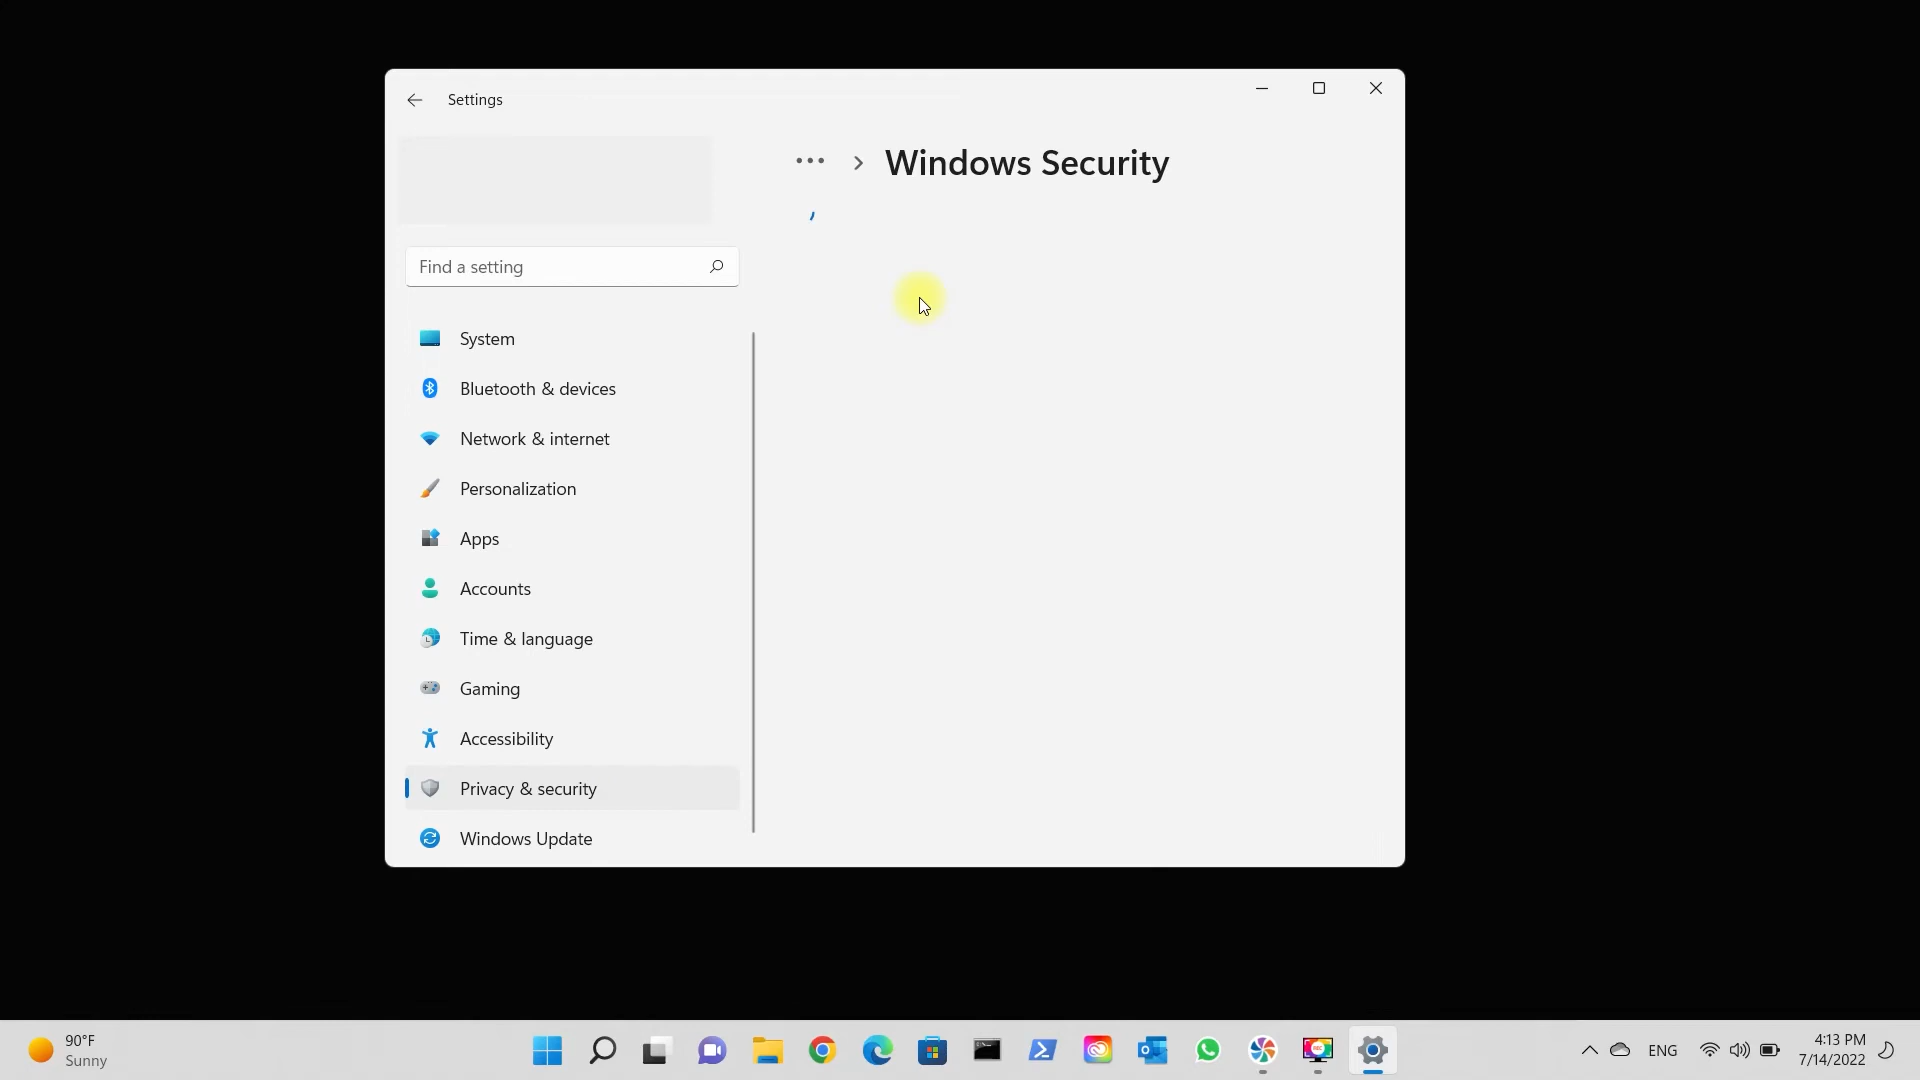 Settings
Windows Security
Find a setting
System
Bluetooth & devices
Network & internet
Personalization
Apps
Accounts
Time & language
Gaming
Accessibility
Privacy & security
Windows Update
90°F
Sunny
ENG
4:13 PM
7/14/2022